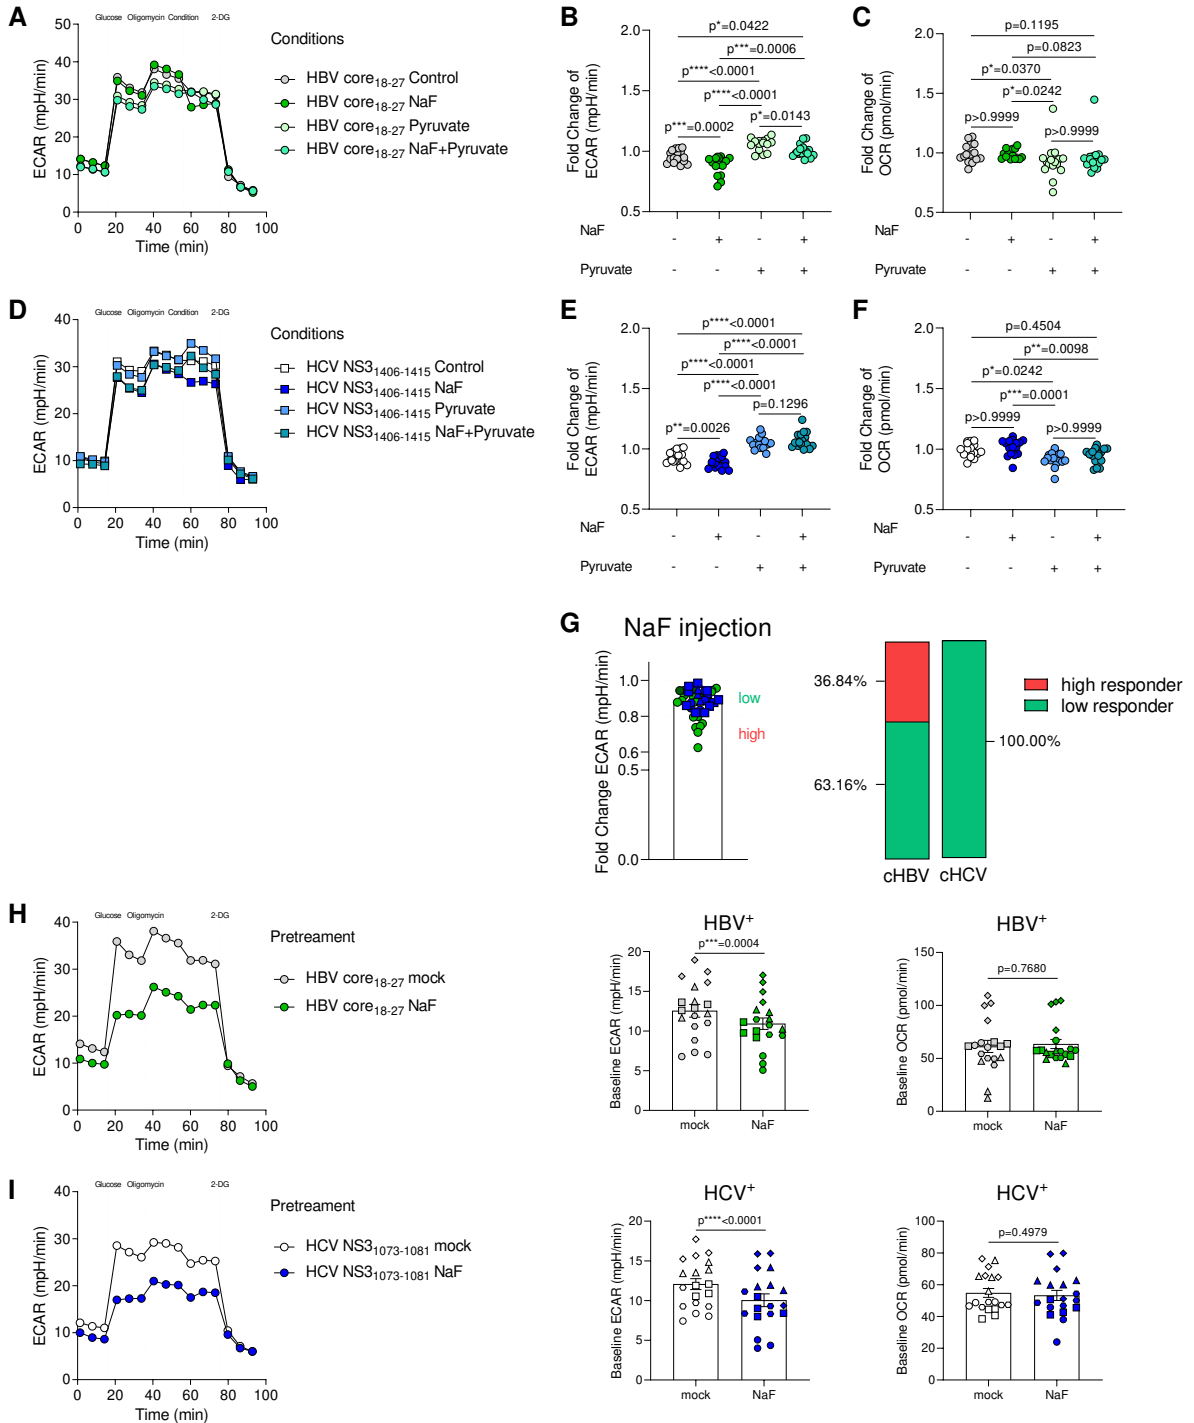 A
Glucose Oligomycin Condition 2-DG
ECAR (mpH/min)
50
40
30
20
10
0
0 20 40 60 80 100
Time (min)
Conditions
HBV core18-27 Control
HBV core18-27 NaF
HBV core18-27 Pyruvate
HBV core18-27 NaF+Pyruvate
B
Fold Change of
ECAR (mpH/min)
2.0
1.5
1.0
0.5
p*=0.0422
p***=0.0006
p****<0.0001
p****<0.0001
p***=0.0002
p*=0.0143
NaF - + - +
Pyruvate - - + +
C
Fold Change of
OCR (pmol/min)
2.0
1.5
1.0
0.5
p=0.1195
p=0.0823
p*=0.0370
p*=0.0242
p>0.9999
p>0.9999
NaF - + - +
Pyruvate - - + +
D
Glucose Oligomycin Condition 2-DG
ECAR (mpH/min)
40
30
20
10
0
0 20 40 60 80 100
Time (min)
Conditions
HCV NS31406-1415 Control
HCV NS31406-1415 NaF
HCV NS31406-1415 Pyruvate
HCV NS31406-1415 NaF+Pyruvate
E
Fold Change of
ECAR (mpH/min)
2.0
1.5
1.0
0.5
p****<0.0001
p****<0.0001
p****<0.0001
p****<0.0001
p=0.1296
p**=0.0026
NaF - + - +
Pyruvate - - + +
F
Fold Change of
OCR (pmol/min)
2.0
1.5
1.0
0.5
p=0.4504
p**=0.0098
p*=0.0242
p***=0.0001
p>0.9999
p>0.9999
NaF - + - +
Pyruvate - - + +
G
NaF injection
Fold Change ECAR (mpH/min)
1.0
0.8
0.6
0.5
0.0
low
high
36.84%
63.16%
100.00%
cHBV cHCV
high responder
low responder
H
Glucose Oligomycin 2-DG
ECAR (mpH/min)
40
30
20
10
0
0 20 40 60 80 100
Time (min)
Pretreament
HBV core18-27 mock
HBV core18-27 NaF
HBV+
p***=0.0004
Baseline ECAR (mpH/min)
20
15
10
5
0
mock NaF
HBV+
p=0.7680
Baseline OCR (pmol/min)
150
100
50
0
mock NaF
I
Glucose Oligomycin 2-DG
ECAR (mpH/min)
40
30
20
10
0
0 20 40 60 80 100
Time (min)
Pretreament
HCV NS31073-1081 mock
HCV NS31073-1081 NaF
HCV+
p****<0.0001
Baseline ECAR (mpH/min)
20
15
10
5
0
mock NaF
HCV+
p=0.4979
Baseline OCR (pmol/min)
100
80
60
40
20
0
mock NaF